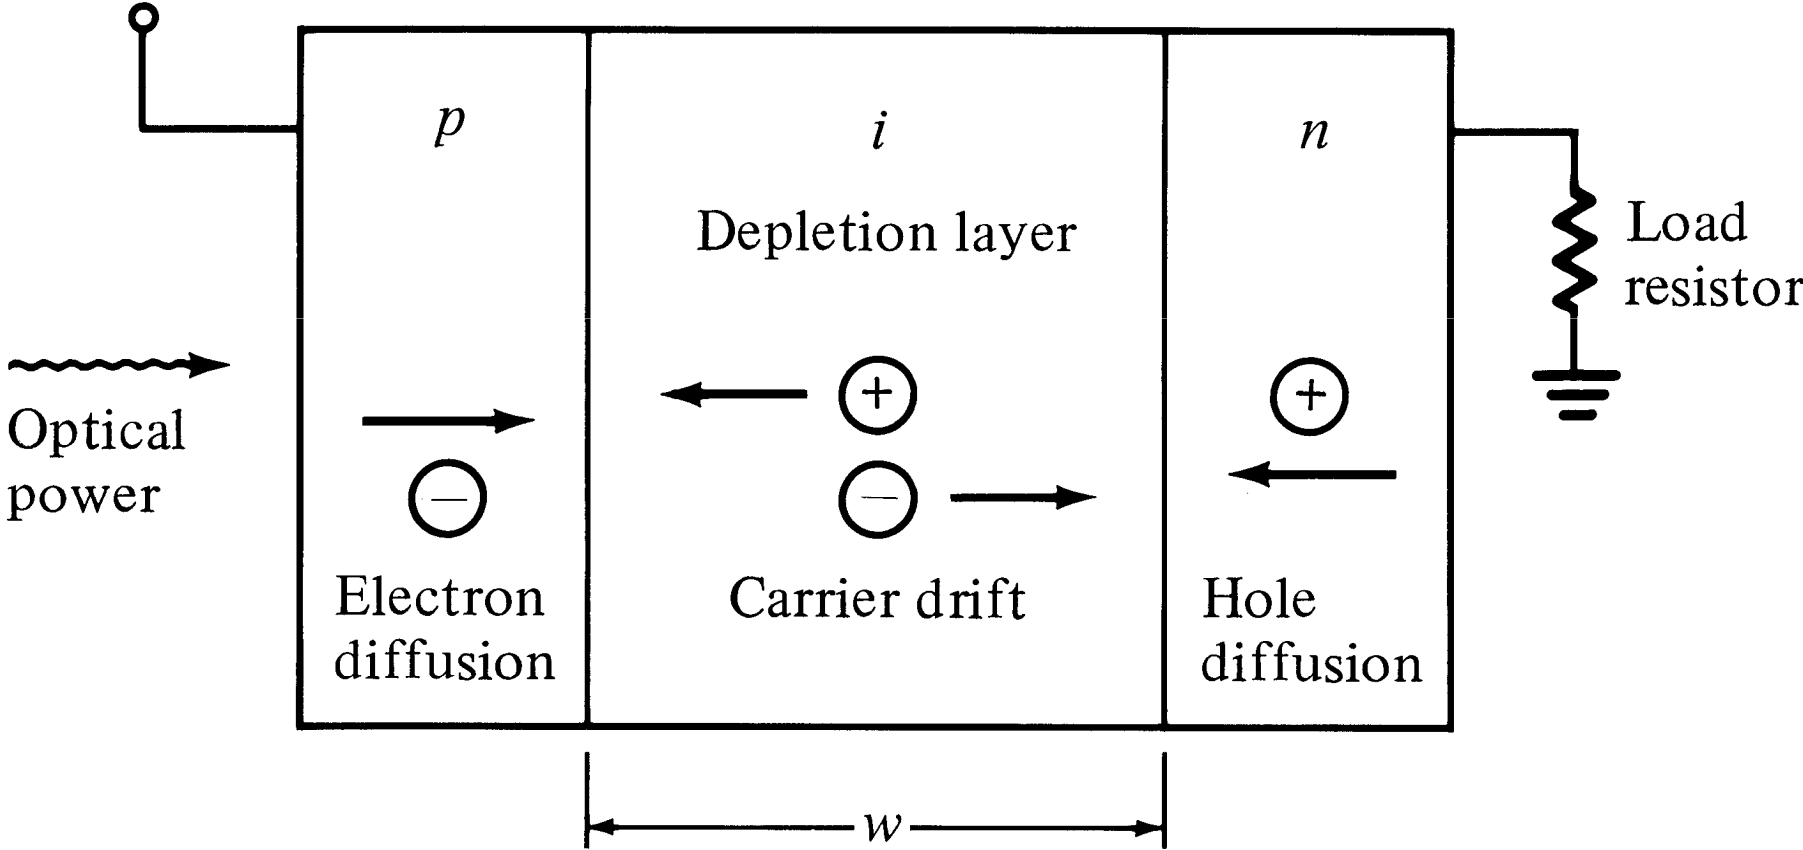 p
i
n
Depletion layer
Load
resistor
Optical
power
+
+
−
−
Electron
diffusion
Carrier drift
Hole
diffusion
w